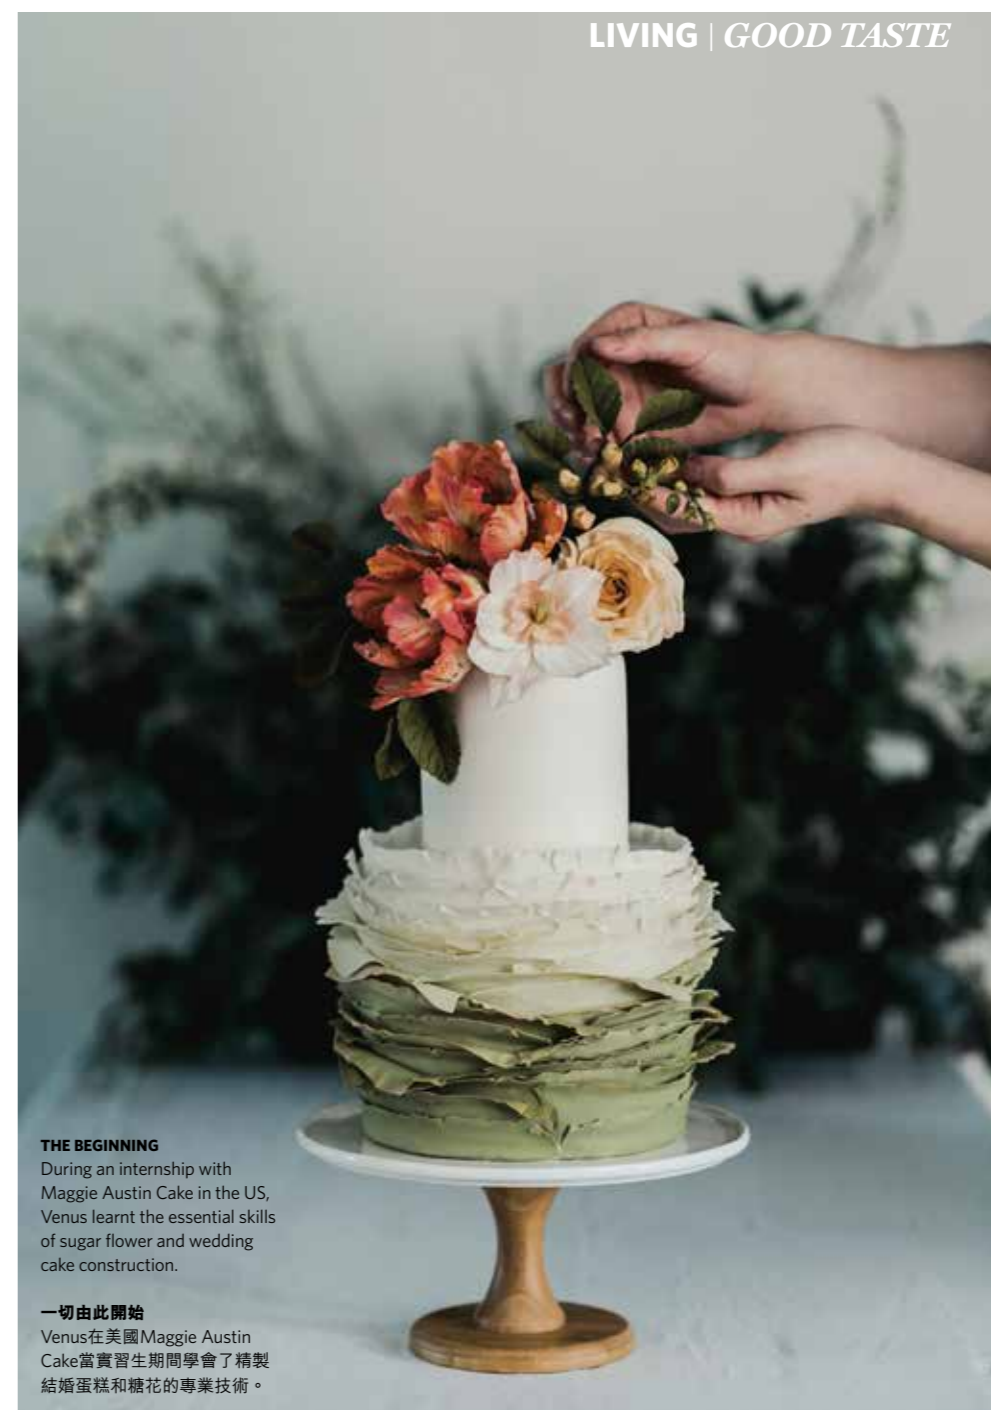 LIVING | GOOD TASTE
THE BEGINNING
During an internship with
Maggie Austin Cake in the US,
Venus learnt the essential skills
of sugar flower and wedding
cake construction.
一切由此開始
Venus在美國Maggie Austin
Cake當實習生期間學會了精製
結婚蛋糕和糖花的專業技術。